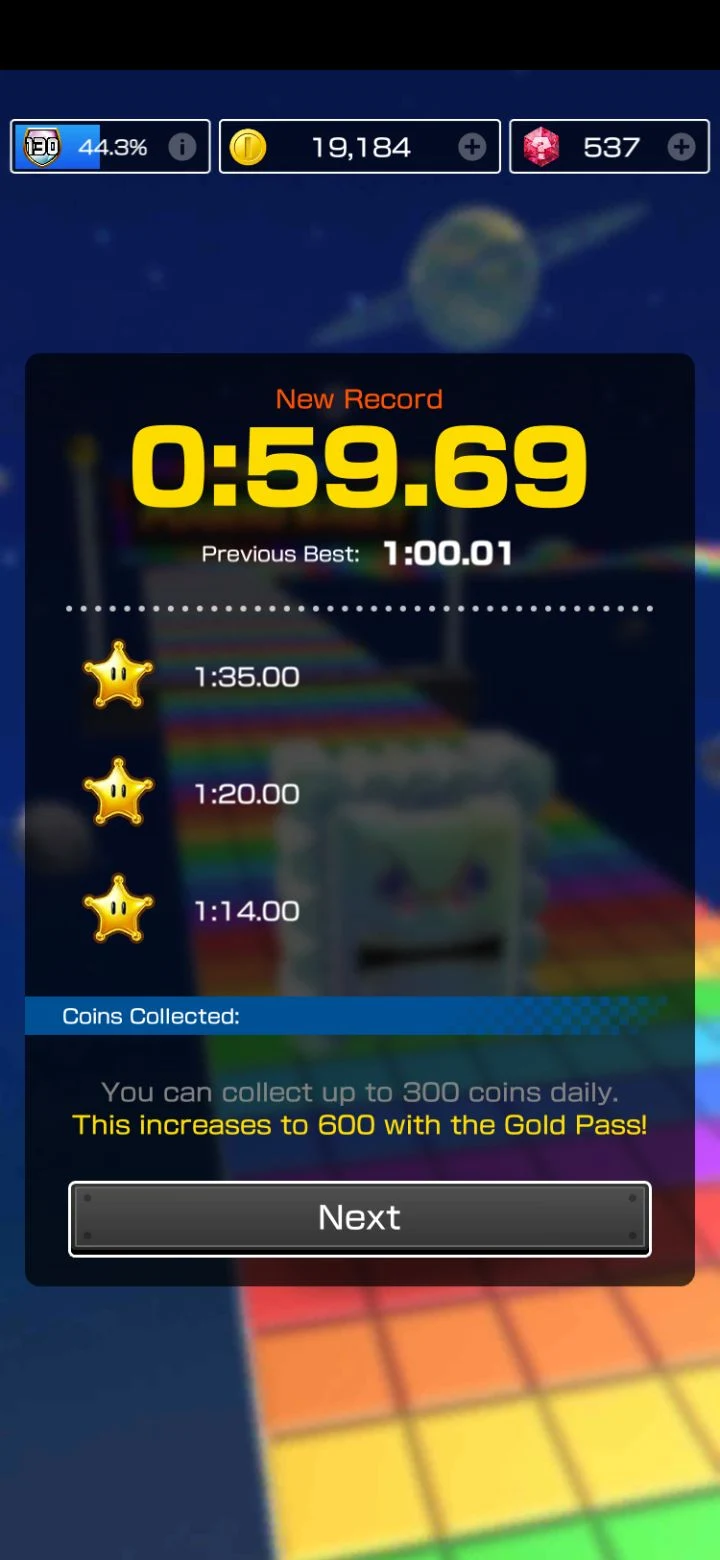 130 44.3% i 19,184 + ? 537 +
New Record
0:59.69
Previous Best: 1:00.01
1:35.00
1:20.00
1:14.00
Coins Collected:
You can collect up to 300 coins daily.
This increases to 600 with the Gold Pass!
Next